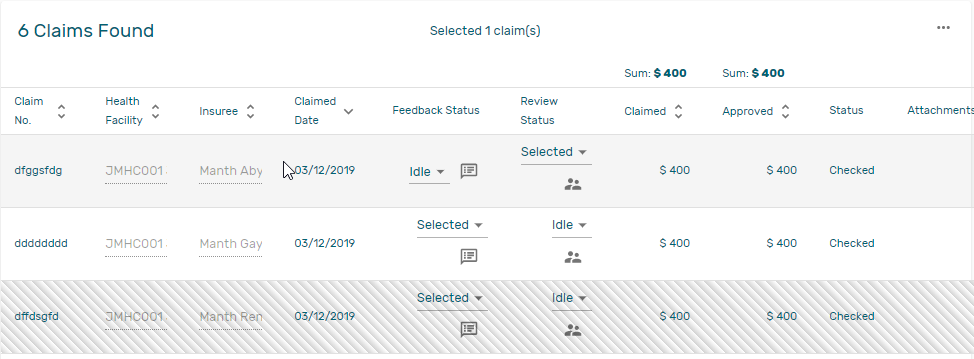 6 Claims Found
Selected 1 claim(s)
Sum: $ 400 Sum: $ 400
Claim No. Health Facility Insuree Claimed Date Feedback Status Review Status Claimed Approved Status Attachments
dfggsfdg JMHC001 Manth Aby 03/12/2019 Idle Selected $ 400 $ 400 Checked
dddddddd JMHC001 Manth Gay 03/12/2019 Selected Idle $ 400 $ 400 Checked
dffdsgfd JMHC001 Manth Ren 03/12/2019 Selected Idle $ 400 $ 400 Checked